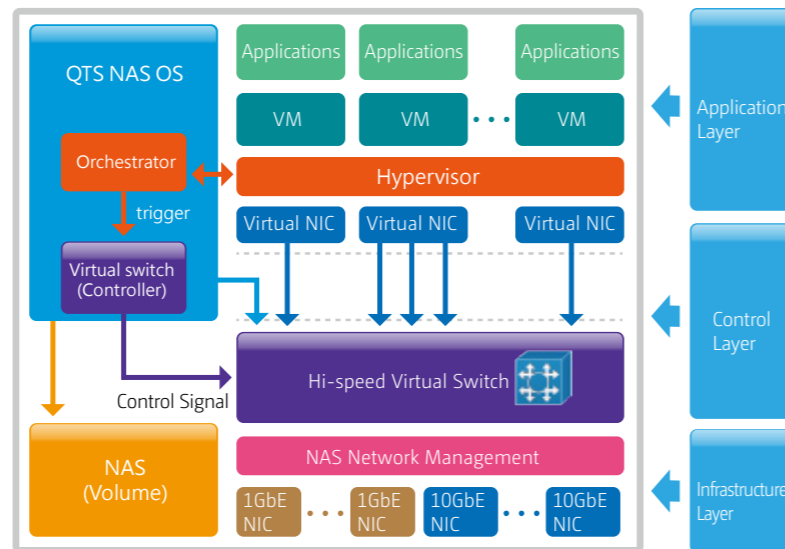 QTS NAS OS
Orchestrator
trigger
Virtual switch
(Controller)
Applications
Applications
Applications
VM
VM
VM
Hypervisor
Virtual NIC
Virtual NIC
Virtual NIC
Hi-speed Virtual Switch
Control Signal
NAS
(Volume)
NAS Network Management
1GbE
NIC
1GbE
NIC
10GbE
NIC
10GbE
NIC
Application
Layer
Control
Layer
Infrastructure
Layer